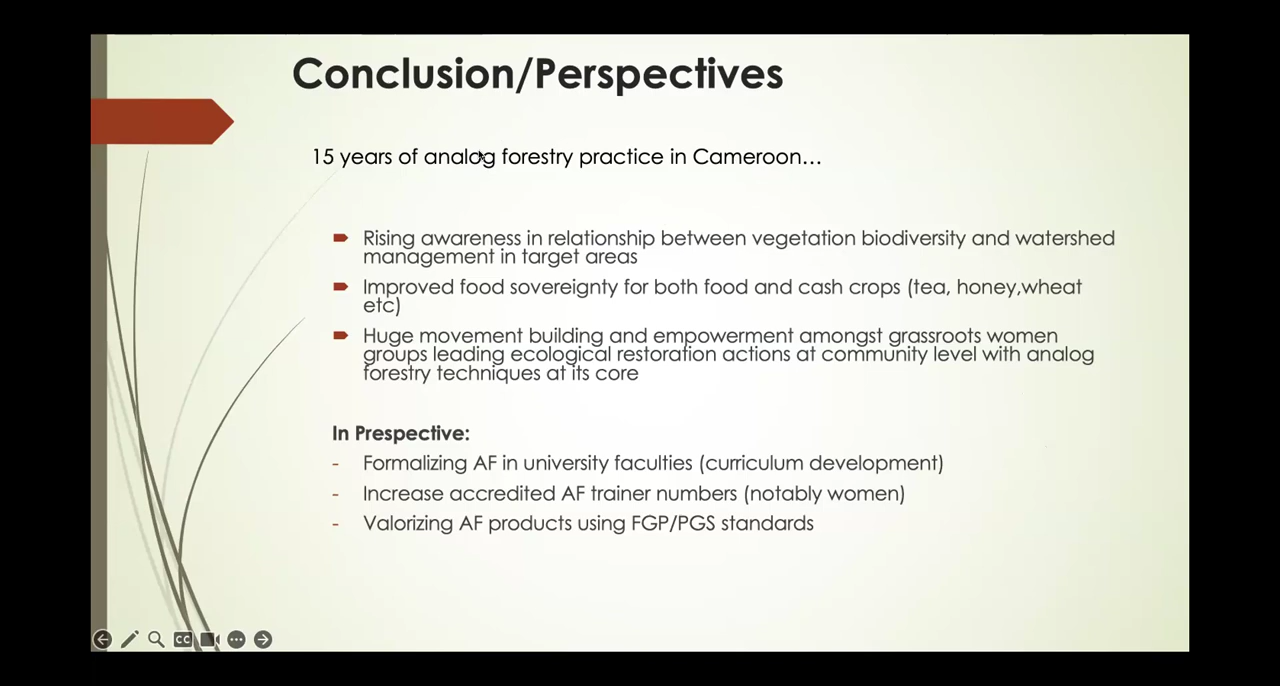 Conclusion/Perspectives
15 years of analog forestry practice in Cameroon...
Rising awareness in relationship between vegetation biodiversity and watershed
management in target areas
Improved food sovereignty for both food and cash crops (tea, honey,wheat
etc)
Huge movement building and empowerment amongst grassroots women
groups leading ecological restoration actions at community level with analog
forestry techniques at its core
In Prespective:
- Formalizing AF in university faculties (curriculum development)
- Increase accredited AF trainer numbers (notably women)
- Valorizing AF products using FGP/PGS standards
CC